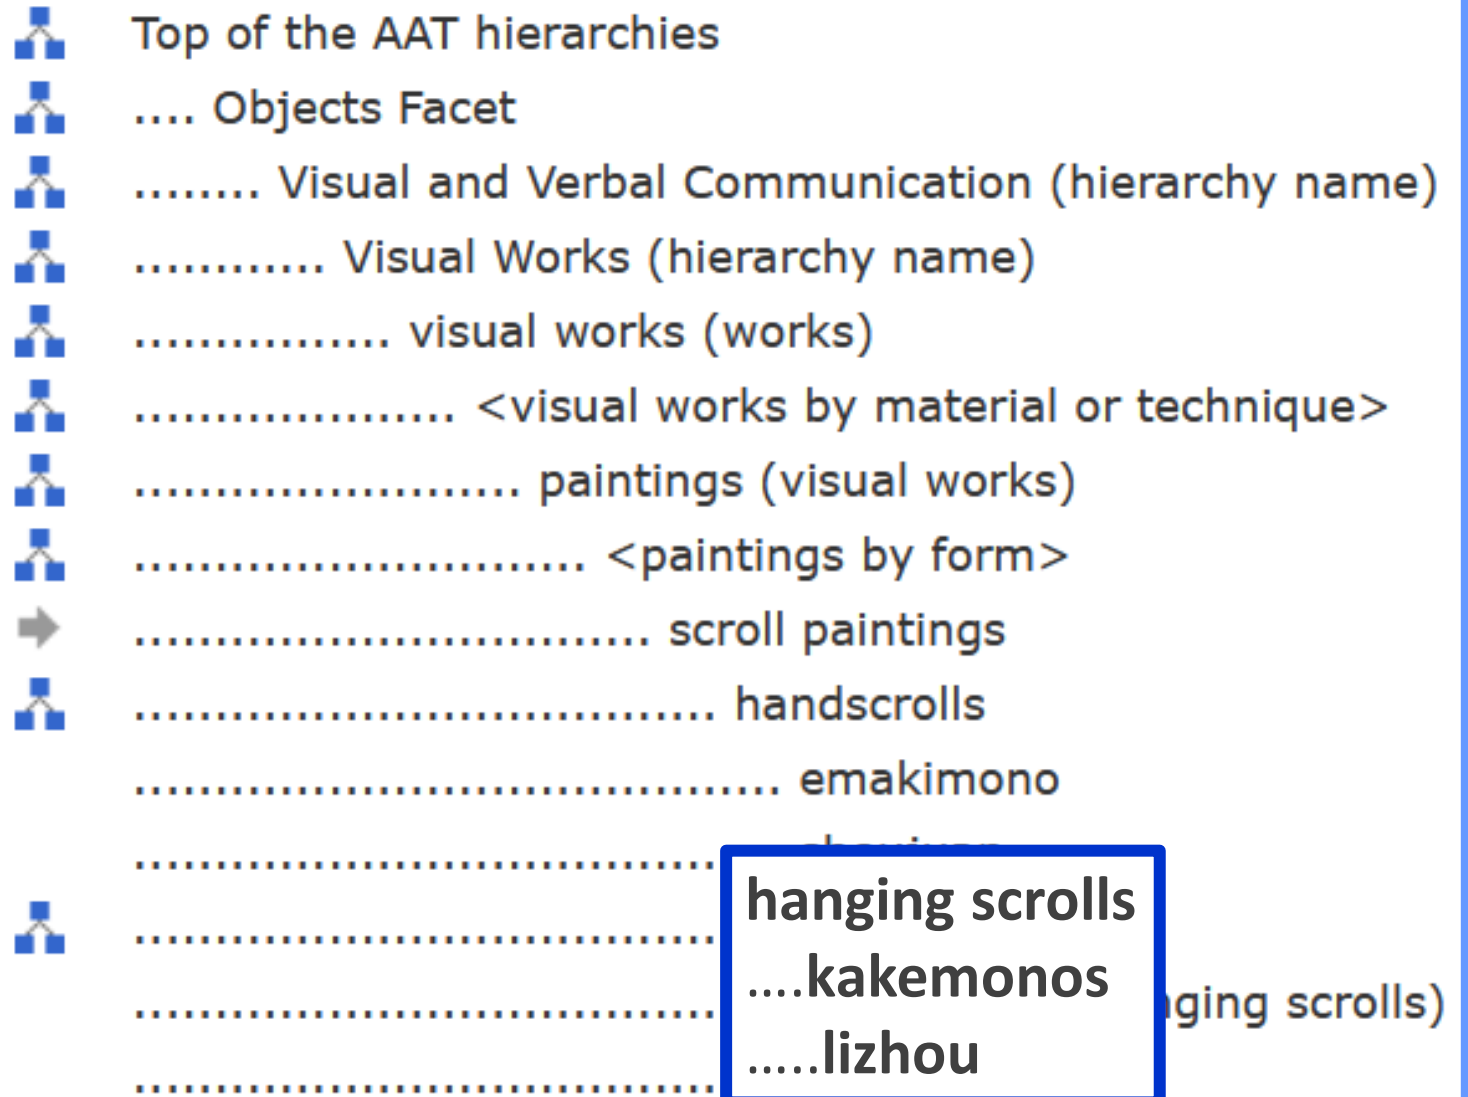 Top of the AAT hierarchies
.... Objects Facet
........ Visual and Verbal Communication (hierarchy name)
............ Visual Works (hierarchy name)
................ visual works (works)
.................... <visual works by material or technique>
........................ paintings (visual works)
............................ <paintings by form>
................................ scroll paintings
.................................... handscrolls
........................................ emakimono
hanging scrolls
....kakemonos
scrolls)
.....lizhou